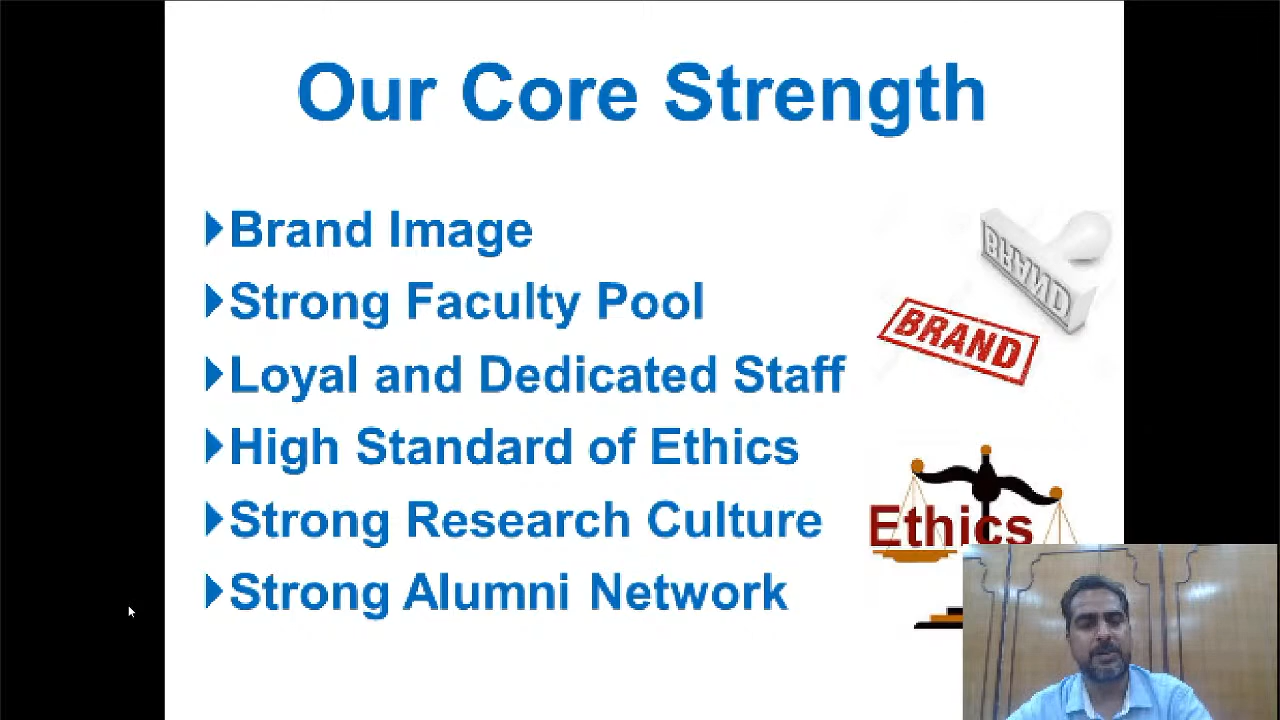 Our Core Strength
Brand Image
Strong Faculty Pool
Loyal and Dedicated Staff
High Standard of Ethics
Strong Research Culture
Strong Alumni Network
BRAND
BRAND
Ethics